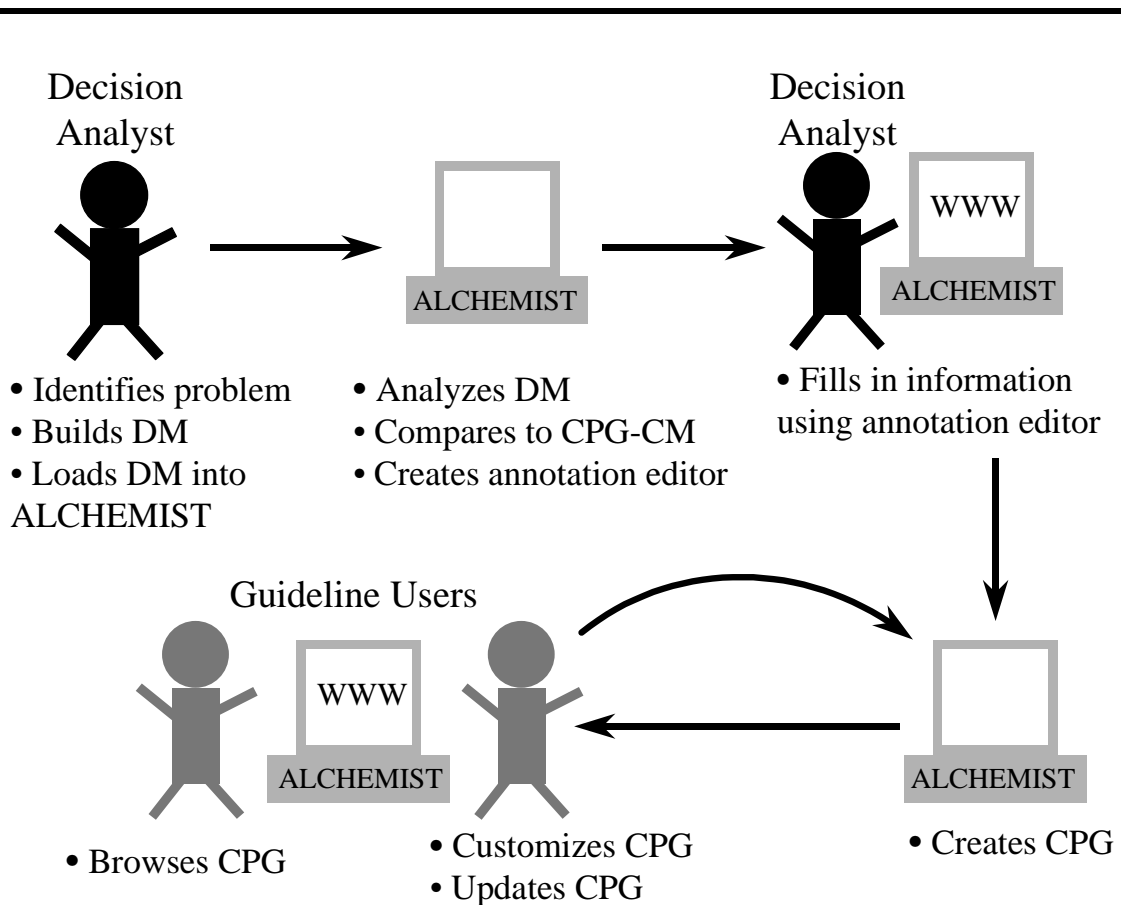 Decision
Analyst
ALCHEMIST
Decision
Analyst
WWW
ALCHEMIST
• Identifies problem
• Builds DM
• Loads DM into
ALCHEMIST
• Analyzes DM
• Compares to CPG-CM
• Creates annotation editor
• Fills in information
using annotation editor
Guideline Users
WWW
ALCHEMIST
ALCHEMIST
• Browses CPG
• Customizes CPG
• Updates CPG
• Creates CPG